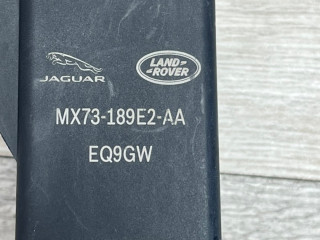 JAGUAR
LAND ROVER
MX73-189E2-AA
EQ9GW